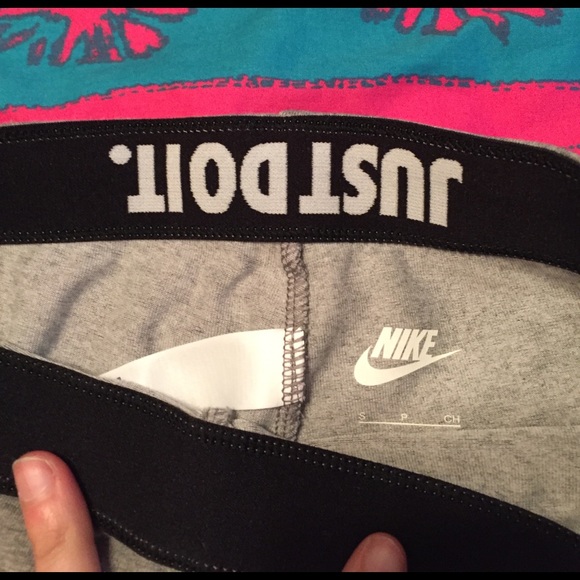 JUST DO IT.
NIKE
S P CH